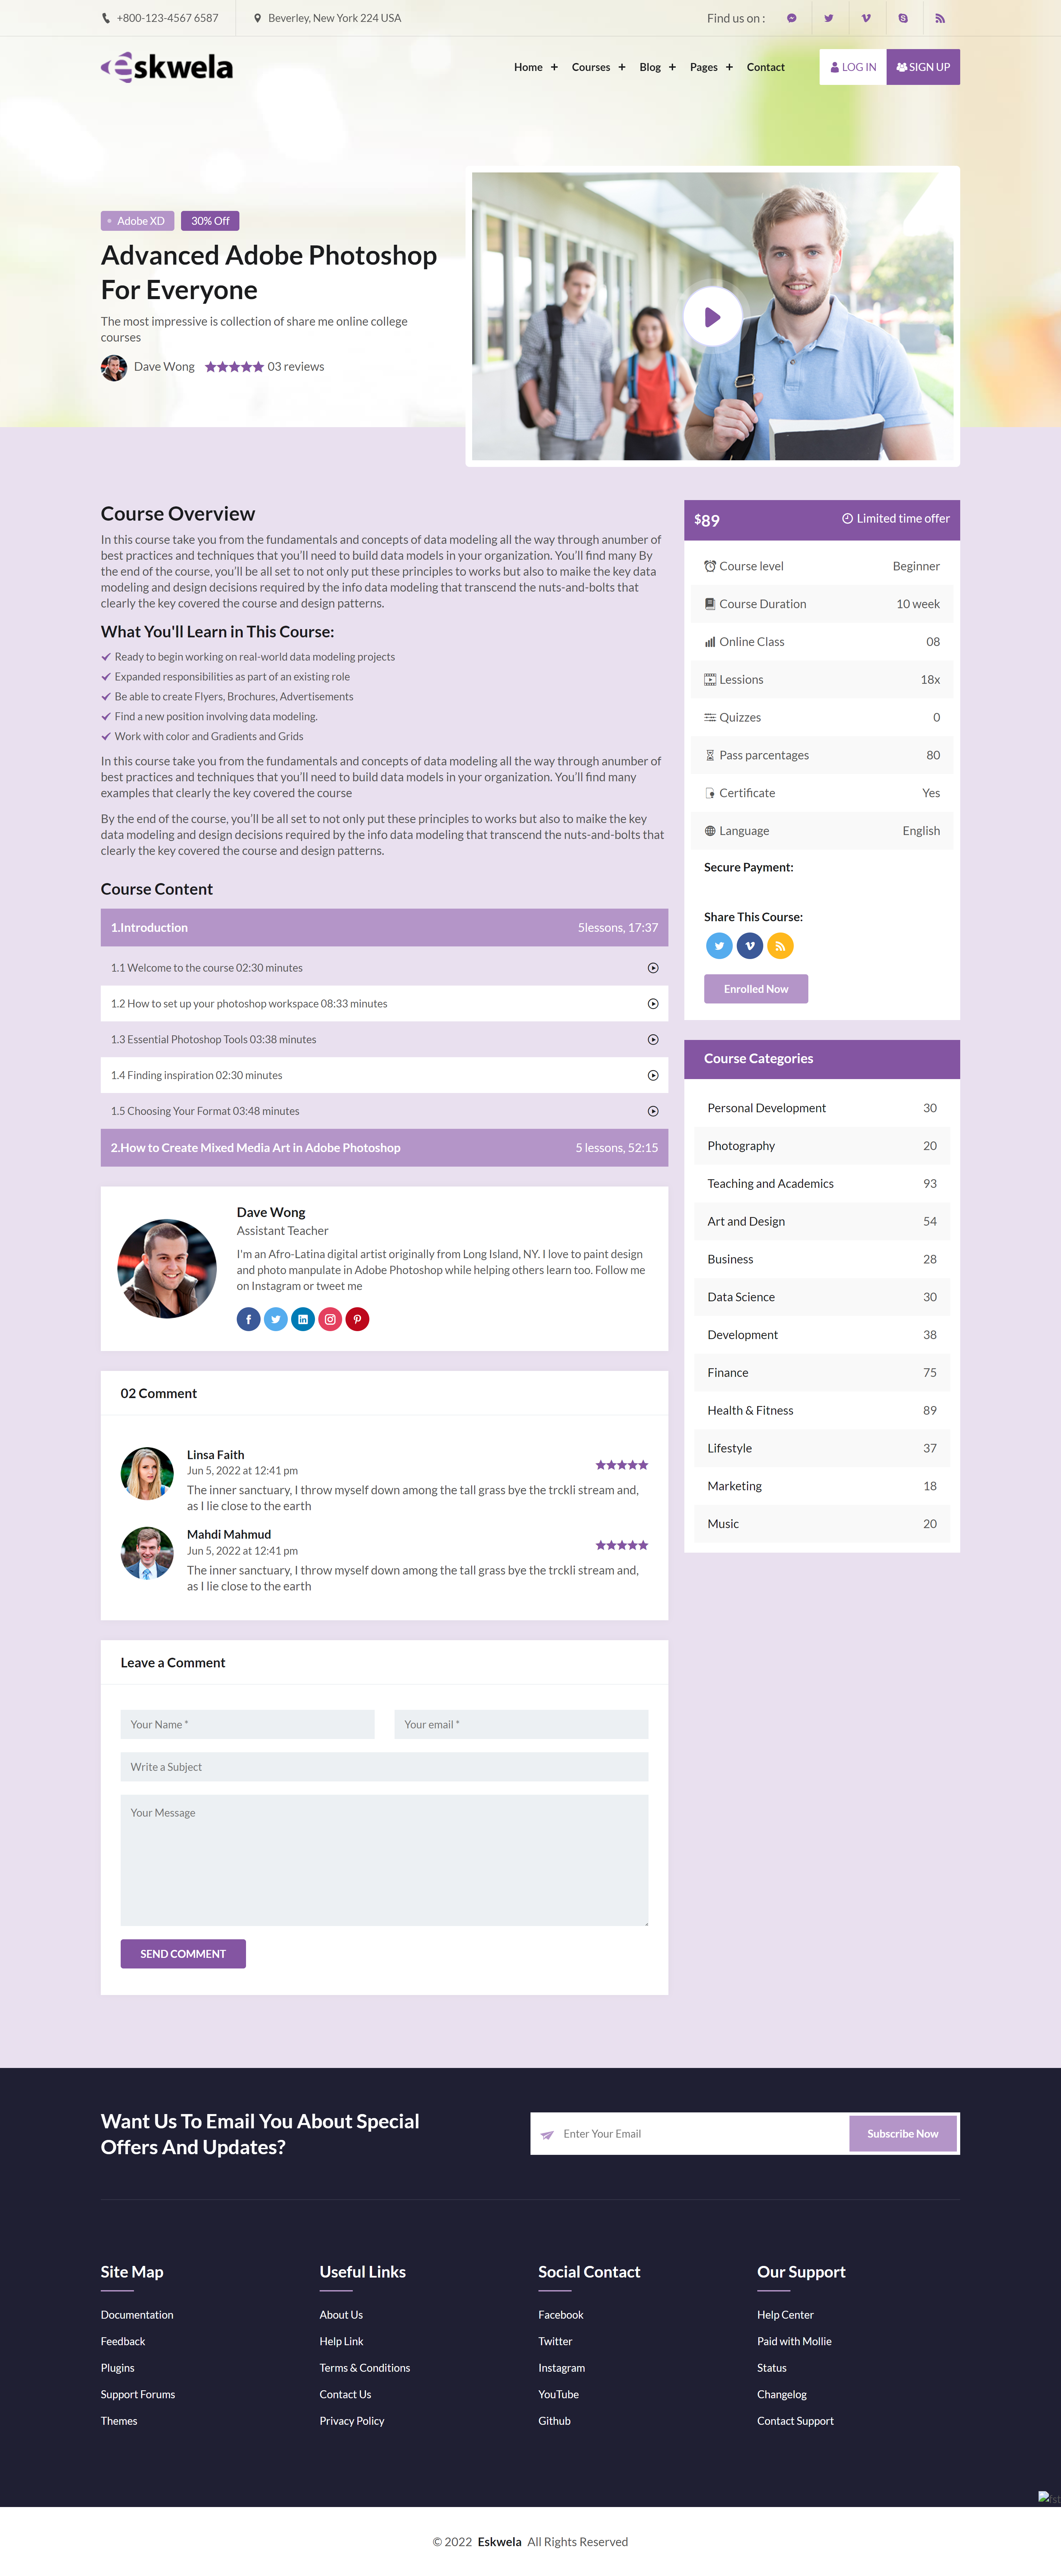 +800-123-4567 6587
Beverley, New York 224 USA
Find us on :
Eskwela
Home + Courses + Blog + Pages + Contact
LOG IN
SIGN UP
Adobe XD
30% Off
Advanced Adobe Photoshop
For Everyone
The most impressive is collection of share me online college
courses
Dave Wong
03 reviews
Course Overview
In this course take you from the fundamentals and concepts of data modeling all the way through anumber of
best practices and techniques that you'll need to build data models in your organization. You'll find many By
the end of the course, you'll be all set to not only put these principles to works but also to maike the key data
modeling and design decisions required by the info data modeling that transcend the nuts-and-bolts that
clearly the key covered the course and design patterns.
What You'll Learn in This Course:
Ready to begin working on real-world data modeling projects
Expanded responsibilities as part of an existing role
Be able to create Flyers, Brochures, Advertisements
Find a new position involving data modeling.
Work with color and Gradients and Grids
In this course take you from the fundamentals and concepts of data modeling all the way through anumber of
best practices and techniques that you'll need to build data models in your organization. You'll find many
examples that clearly the key covered the course
By the end of the course, you'll be all set to not only put these principles to works but also to maike the key
data modeling and design decisions required by the info data modeling that transcend the nuts-and-bolts that
clearly the key covered the course and design patterns.
Course Content
1.Introduction 5lessons, 17:37
1.1 Welcome to the course 02:30 minutes
1.2 How to set up your photoshop workspace 08:33 minutes
1.3 Essential Photoshop Tools 03:38 minutes
1.4 Finding inspiration 02:30 minutes
1.5 Choosing Your Format 03:48 minutes
2.How to Create Mixed Media Art in Adobe Photoshop 5 lessons, 52:15
Dave Wong
Assistant Teacher
I'm an Afro-Latina digital artist originally from Long Island, NY. I love to paint design
and photo manpulate in Adobe Photoshop while helping others learn too. Follow me
on Instagram or tweet me
02 Comment
Linsa Faith
Jun 5, 2022 at 12:41 pm
The inner sanctuary, I throw myself down among the tall grass bye the trckli stream and,
as I lie close to the earth
Mahdi Mahmud
Jun 5, 2022 at 12:41 pm
The inner sanctuary, I throw myself down among the tall grass bye the trckli stream and,
as I lie close to the earth
Leave a Comment
Your Name *
Your email *
Write a Subject
Your Message
SEND COMMENT
$89 Limited time offer
Course level Beginner
Course Duration 10 week
Online Class 08
Lessions 18x
Quizzes 0
Pass parcentages 80
Certificate Yes
Language English
Secure Payment:
Share This Course:
Enrolled Now
Course Categories
Personal Development 30
Photography 20
Teaching and Academics 93
Art and Design 54
Business 28
Data Science 30
Development 38
Finance 75
Health & Fitness 89
Lifestyle 37
Marketing 18
Music 20
Want Us To Email You About Special
Offers And Updates?
Enter Your Email
Subscribe Now
Site Map
Documentation
Feedback
Plugins
Support Forums
Themes
Useful Links
About Us
Help Link
Terms & Conditions
Contact Us
Privacy Policy
Social Contact
Facebook
Twitter
Instagram
YouTube
Github
Our Support
Help Center
Paid with Mollie
Status
Changelog
Contact Support
© 2022 Eskwela All Rights Reserved